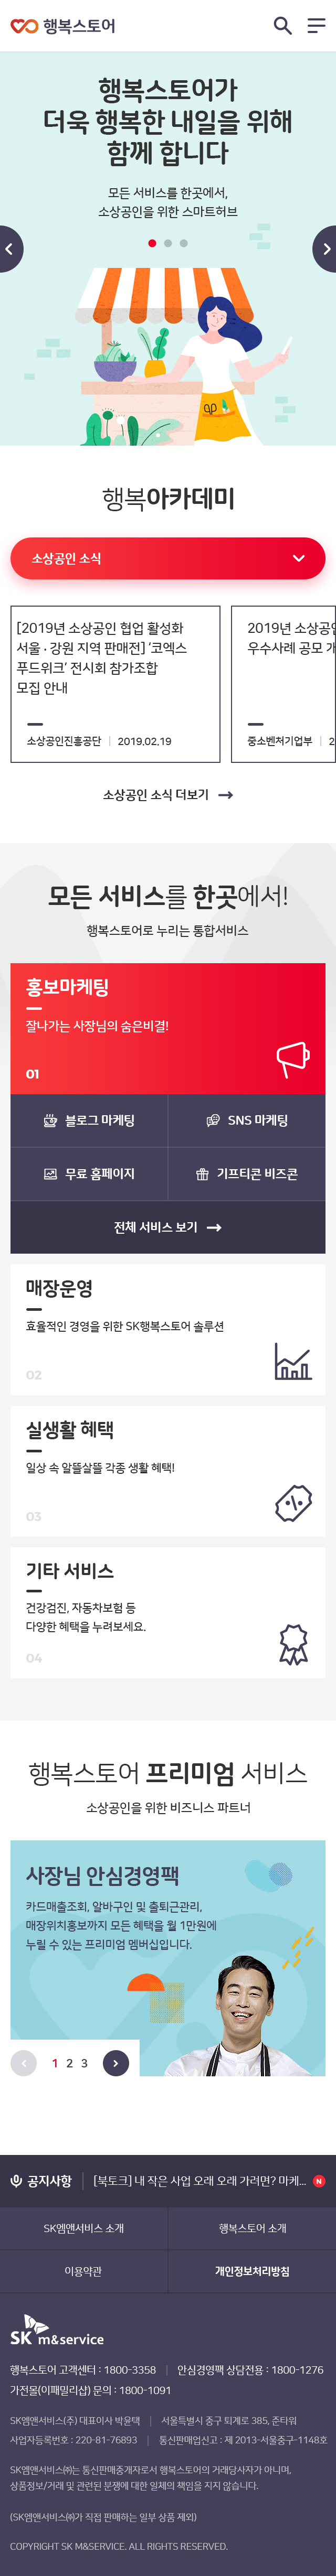 행복스토어
행복스토어가
더욱 행복한 내일을 위해
함께 합니다
모든 서비스를 한곳에서,
소상공인을 위한 스마트허브
행복아카데미
소상공인 소식
[2019년 소상공인 협업 활성화
서울·강원 지역 판매전] '코엑스
푸드위크' 전시회 참가조합
모집 안내
소상공인진흥공단 | 2019.02.19
2019년 소상공인
우수사례 공모 개
중소벤처기업부 | 2
소상공인 소식 더보기
모든 서비스를 한곳에서!
행복스토어로 누리는 통합서비스
홍보마케팅
잘나가는 사장님의 숨은비결!
01
블로그 마케팅
SNS 마케팅
무료 홈페이지
기프티콘 비즈콘
전체 서비스 보기
매장운영
효율적인 경영을 위한 SK행복스토어 솔루션
02
실생활 혜택
일상 속 알뜰살뜰 각종 생활 혜택!
03
기타 서비스
건강검진, 자동차보험 등
다양한 혜택을 누려보세요.
04
행복스토어 프리미엄 서비스
소상공인을 위한 비즈니스 파트너
사장님 안심경영팩
카드매출조회, 알바구인 및 출퇴근관리,
매장위치홍보까지 모든 혜택을 월 1만원에
누릴 수 있는 프리미엄 멤버십입니다.
1 2 3
공지사항 | [북토크] 내 작은 사업 오래 오래 가려면? 마케... N
SK엠앤서비스 소개
행복스토어 소개
이용약관
개인정보처리방침
SK m&service
행복스토어 고객센터 : 1800-3358 | 안심경영팩 상담전용 : 1800-1276
가전몰(이패밀리샵) 문의 : 1800-1091
SK엠앤서비스(주) 대표이사 박윤택 | 서울특별시 중구 퇴계로 385, 준타워
사업자등록번호 : 220-81-76893 | 통신판매업신고 : 제 2013-서울중구-1148호
SK엠앤서비스㈜는 통신판매중개자로서 행복스토어의 거래당사자가 아니며,
상품정보/거래 및 관련된 분쟁에 대한 일체의 책임을 지지 않습니다.
(SK엠앤서비스㈜가 직접 판매하는 일부 상품 제외)
COPYRIGHT SK M&SERVICE. ALL RIGHTS RESERVED.